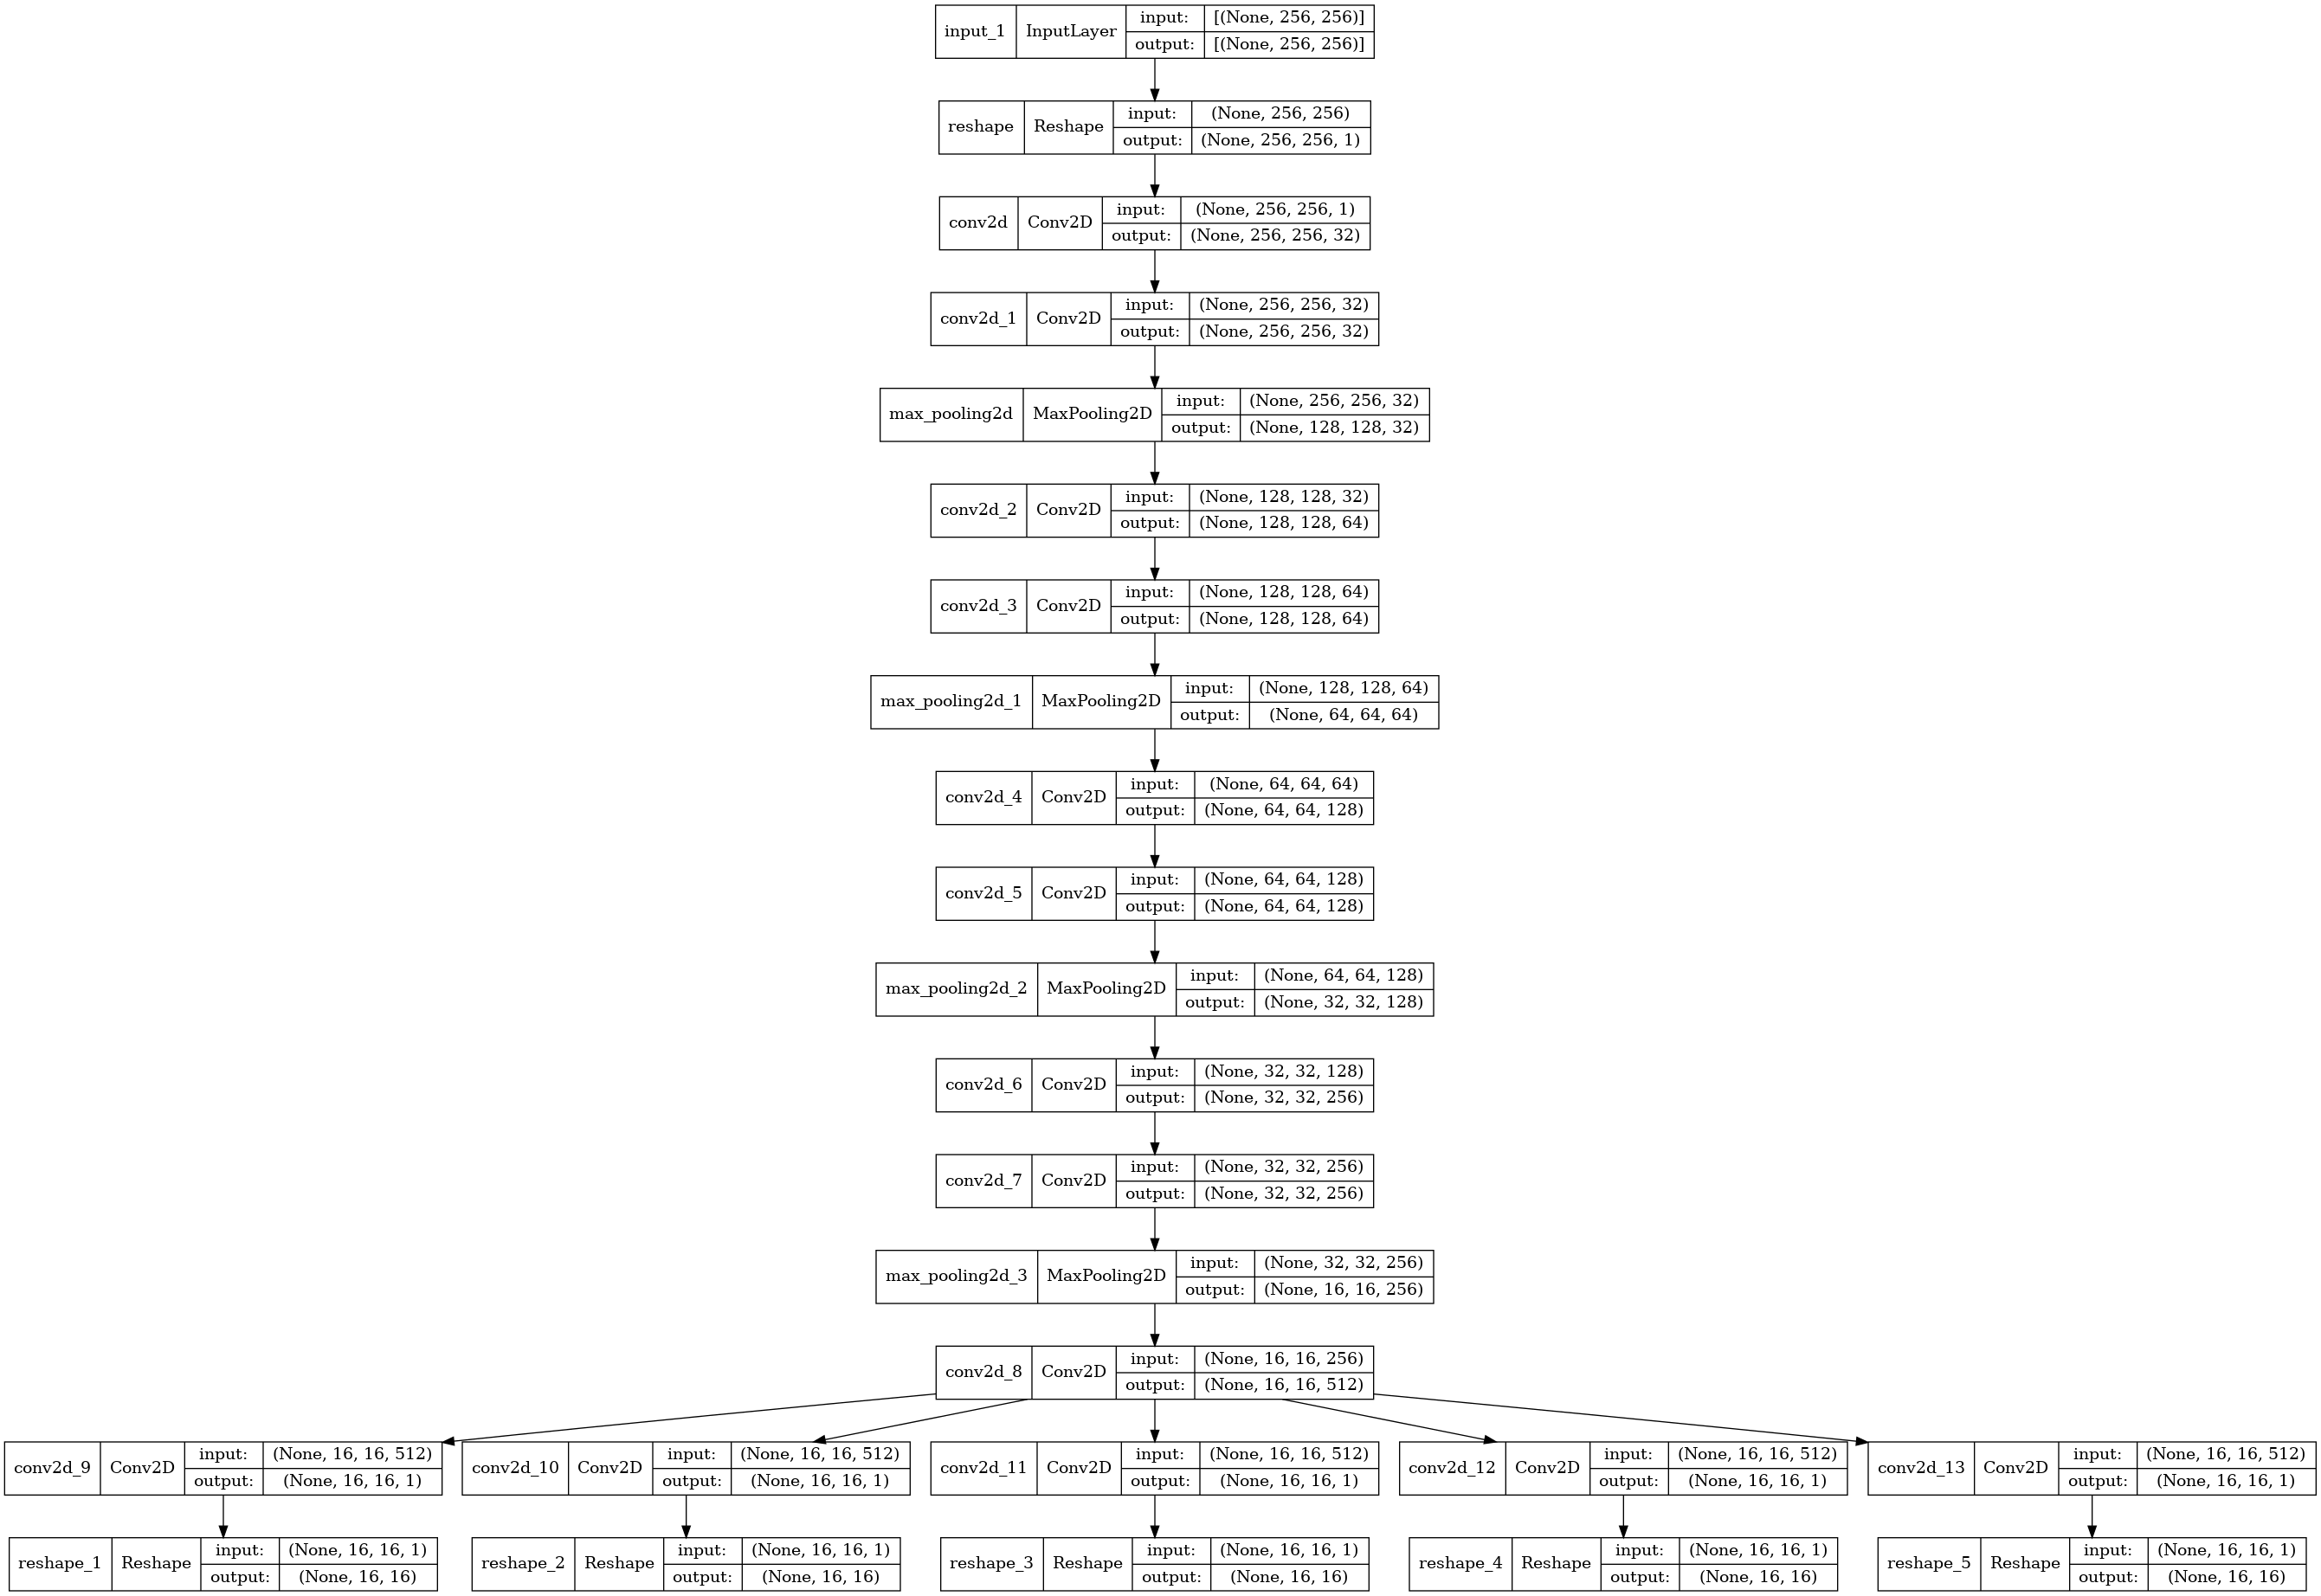 input_1 InputLayer input: [(None, 256, 256)]
output: [(None, 256, 256)]
reshape Reshape input: (None, 256, 256)
output: (None, 256, 256, 1)
conv2d Conv2D input: (None, 256, 256, 1)
output: (None, 256, 256, 32)
conv2d_1 Conv2D input: (None, 256, 256, 32)
output: (None, 256, 256, 32)
max_pooling2d MaxPooling2D input: (None, 256, 256, 32)
output: (None, 128, 128, 32)
conv2d_2 Conv2D input: (None, 128, 128, 32)
output: (None, 128, 128, 64)
conv2d_3 Conv2D input: (None, 128, 128, 64)
output: (None, 128, 128, 64)
max_pooling2d_1 MaxPooling2D input: (None, 128, 128, 64)
output: (None, 64, 64, 64)
conv2d_4 Conv2D input: (None, 64, 64, 64)
output: (None, 64, 64, 128)
conv2d_5 Conv2D input: (None, 64, 64, 128)
output: (None, 64, 64, 128)
max_pooling2d_2 MaxPooling2D input: (None, 64, 64, 128)
output: (None, 32, 32, 128)
conv2d_6 Conv2D input: (None, 32, 32, 128)
output: (None, 32, 32, 256)
conv2d_7 Conv2D input: (None, 32, 32, 256)
output: (None, 32, 32, 256)
max_pooling2d_3 MaxPooling2D input: (None, 32, 32, 256)
output: (None, 16, 16, 256)
conv2d_8 Conv2D input: (None, 16, 16, 256)
output: (None, 16, 16, 512)
conv2d_9 Conv2D input: (None, 16, 16, 512)
output: (None, 16, 16, 1)
conv2d_10 Conv2D input: (None, 16, 16, 512)
output: (None, 16, 16, 1)
conv2d_11 Conv2D input: (None, 16, 16, 512)
output: (None, 16, 16, 1)
conv2d_12 Conv2D input: (None, 16, 16, 512)
output: (None, 16, 16, 1)
conv2d_13 Conv2D input: (None, 16, 16, 512)
output: (None, 16, 16, 1)
reshape_1 Reshape input: (None, 16, 16, 1)
output: (None, 16, 16)
reshape_2 Reshape input: (None, 16, 16, 1)
output: (None, 16, 16)
reshape_3 Reshape input: (None, 16, 16, 1)
output: (None, 16, 16)
reshape_4 Reshape input: (None, 16, 16, 1)
output: (None, 16, 16)
reshape_5 Reshape input: (None, 16, 16, 1)
output: (None, 16, 16)